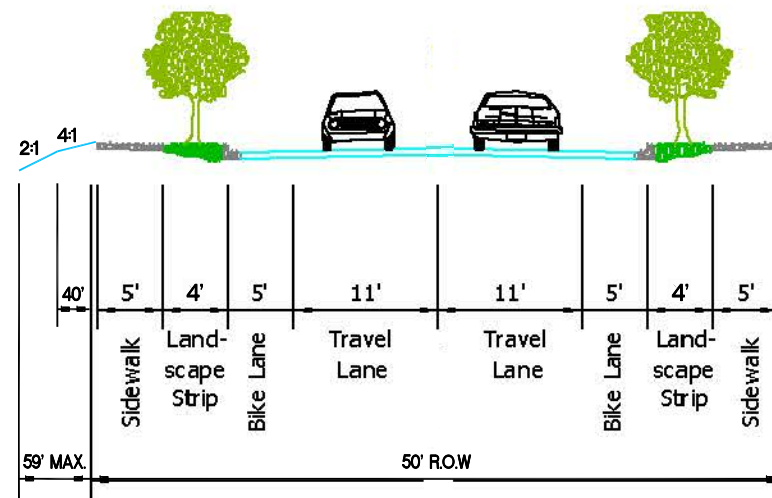 2:1
4:1
40' 5' 4' 5' 11' 11' 5' 4' 5'
Sidewalk
Land-
scape
Strip
Bike Lane
Travel
Lane
Travel
Lane
Bike Lane
Land-
scape
Strip
Sidewalk
59' MAX.
50' R.O.W